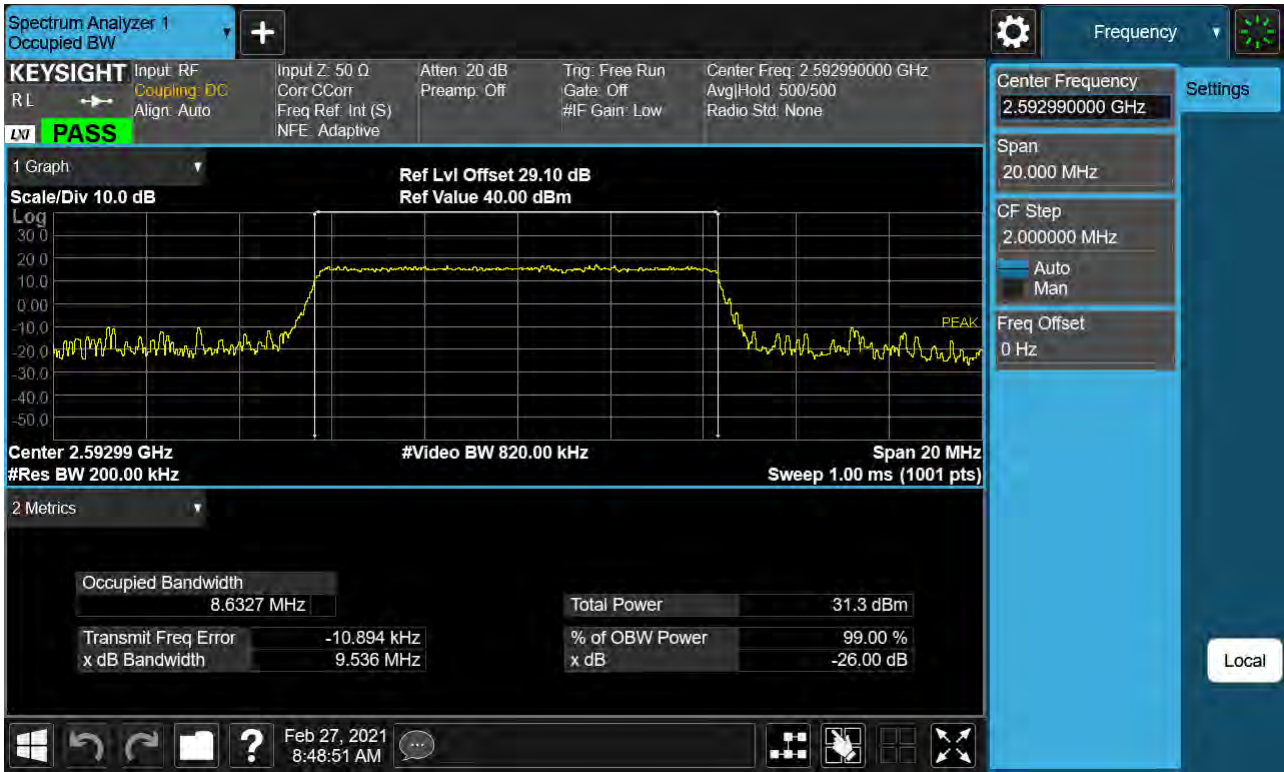 Spectrum Analyzer 1
Occupied BW
+
Frequency
KEYSIGHT
R L
LXI
PASS
Input: RF
Coupling: DC
Align: Auto
Input Z: 50 Ω
Corr CCorr
Freq Ref: Int (S)
NFE: Adaptive
Atten: 20 dB
Preamp: Off
Trig: Free Run
Gate: Off
#IF Gain: Low
Center Freq: 2.592990000 GHz
Avg|Hold: 500/500
Radio Std: None
Center Frequency
2.592990000 GHz
Settings
Span
20.000 MHz
CF Step
2.000000 MHz
Auto
Man
Freq Offset
0 Hz
Local
1 Graph
Scale/Div 10.0 dB
Ref Lvl Offset 29.10 dB
Ref Value 40.00 dBm
Log
30.0
20.0
10.0
0.00
-10.0
-20.0
-30.0
-40.0
-50.0
PEAK
Center 2.59299 GHz
#Video BW 820.00 kHz
Span 20 MHz
#Res BW 200.00 kHz
Sweep 1.00 ms (1001 pts)
2 Metrics
Occupied Bandwidth
8.6327 MHz
Total Power 31.3 dBm
Transmit Freq Error -10.894 kHz
% of OBW Power 99.00 %
x dB Bandwidth 9.536 MHz
x dB -26.00 dB
?
Feb 27, 2021
8:48:51 AM